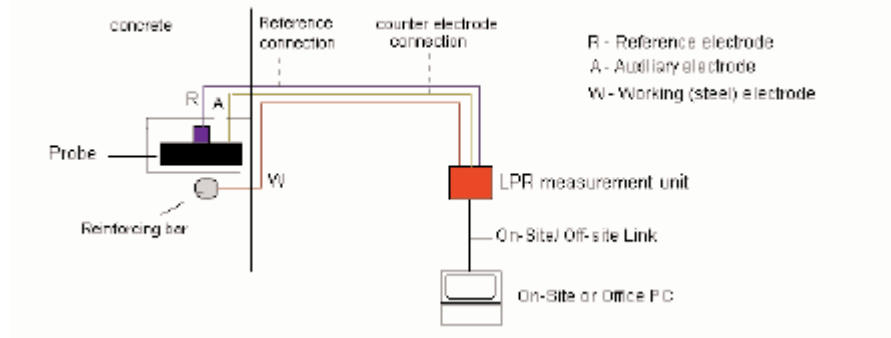 concrete
Reference
connection
counter electrode
connection
R - Reference electrode
A - Auxiliary electrode
W - Working (steel) electrode
R
A
Probe
W
LPR measurement unit
Reinforcing bar
On-Site/ Off-site Link
On-Site or Office PC